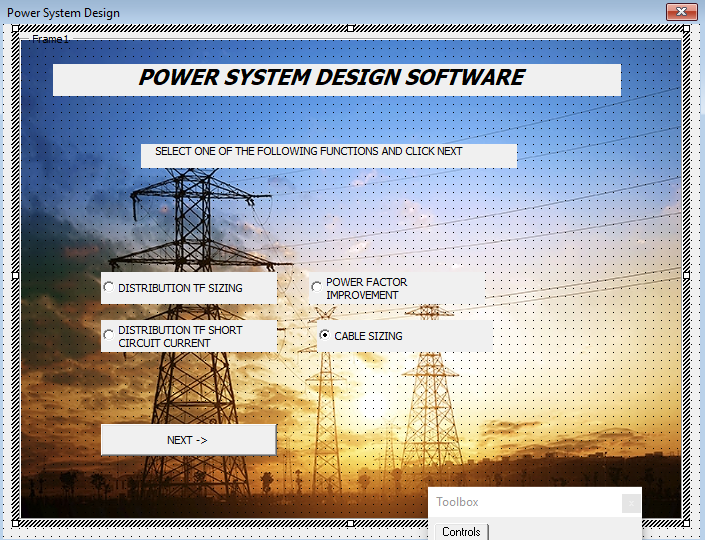 Power System Design
Frame1
POWER SYSTEM DESIGN SOFTWARE
SELECT ONE OF THE FOLLOWING FUNCTIONS AND CLICK NEXT
DISTRIBUTION TF SIZING
POWER FACTOR
IMPROVEMENT
DISTRIBUTION TF SHORT
CIRCUIT CURRENT
CABLE SIZING
NEXT ->
Toolbox
Controls